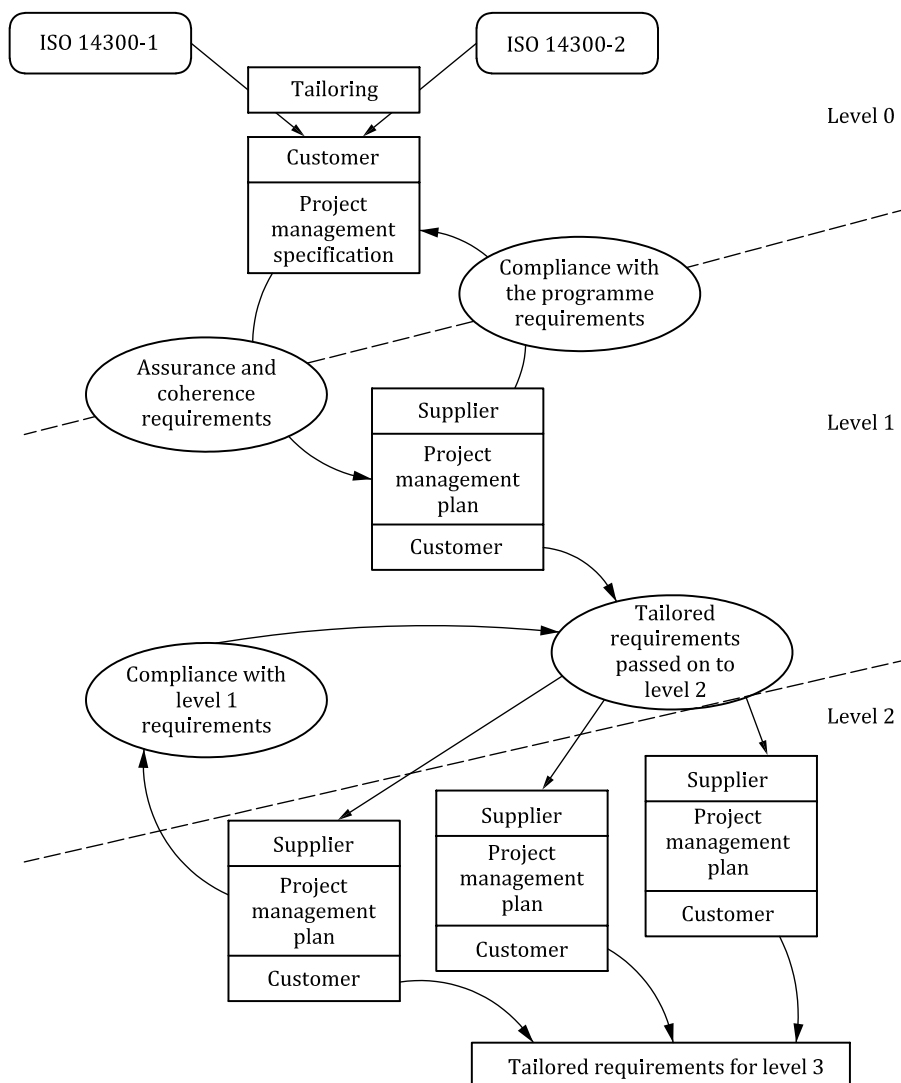 ISO 14300-1
ISO 14300-2
Tailoring
Level 0
Customer
Project
management
specification
Compliance with
the programme
requirements
Assurance and
coherence
requirements
Level 1
Supplier
Project
management
plan
Customer
Tailored
requirements
passed on to
level 2
Compliance with
level 1
requirements
Level 2
Supplier
Project
management
plan
Customer
Supplier
Project
management
plan
Customer
Supplier
Project
management
plan
Customer
Tailored requirements for level 3